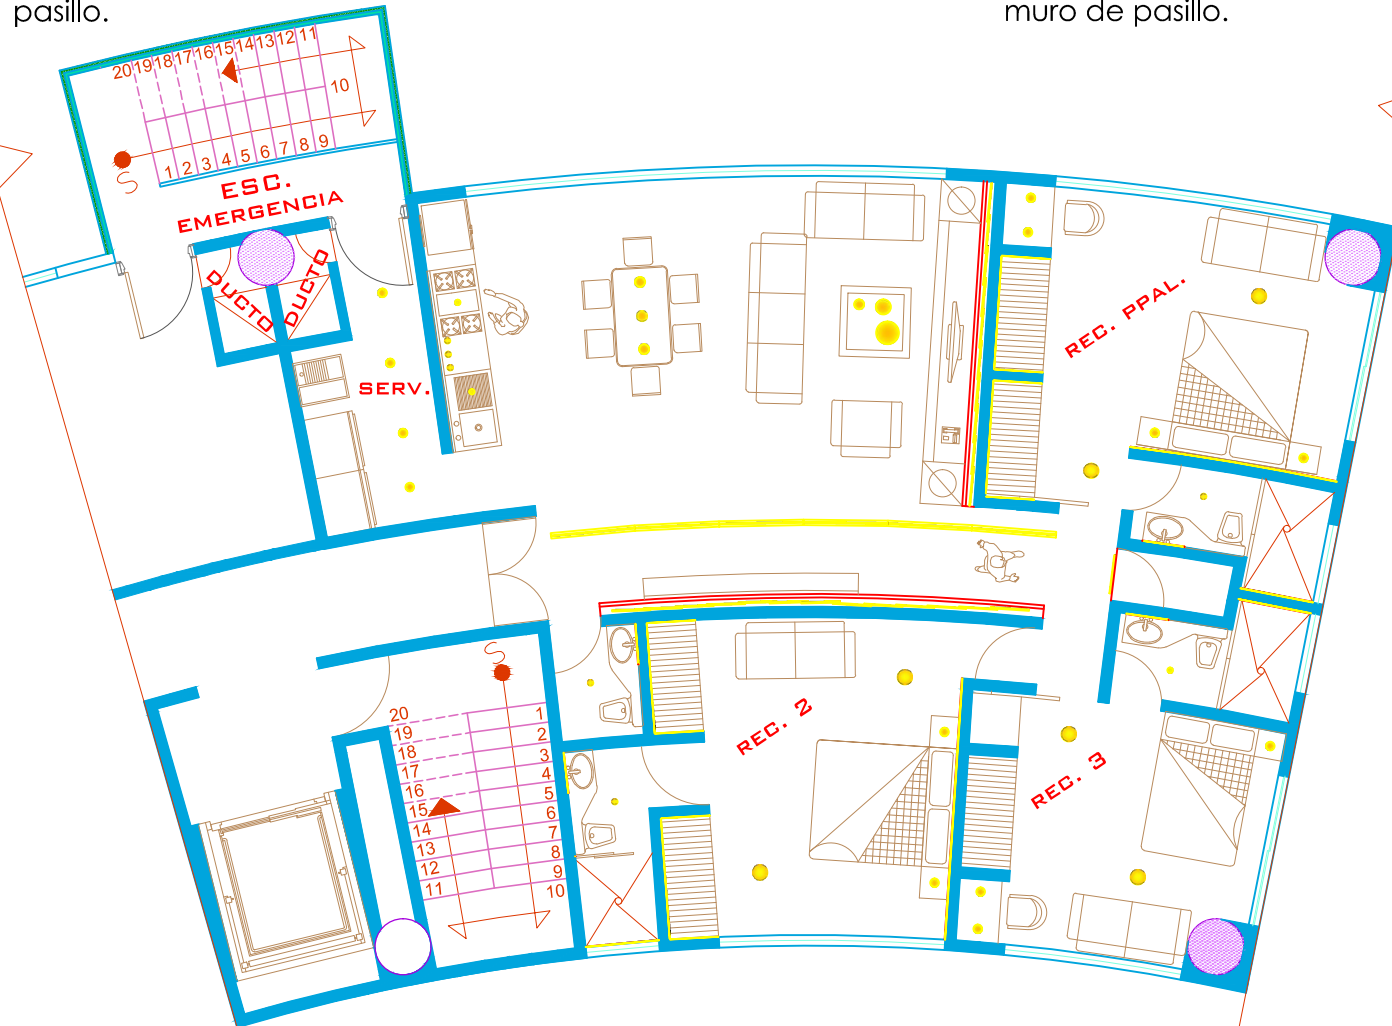 pasillo.
muro de pasillo.
20 19 18 17 16 15 14 13 12 11
10
1 2 3 4 5 6 7 8 9
S
ESC.
EMERGENCIA
DUCTO
DUCTO
SERV.
REC. PPAL.
S
REC. 2
REC. 3
20
19
18
17
16
15
14
13
12
11
1
2
3
4
5
6
7
8
9
10